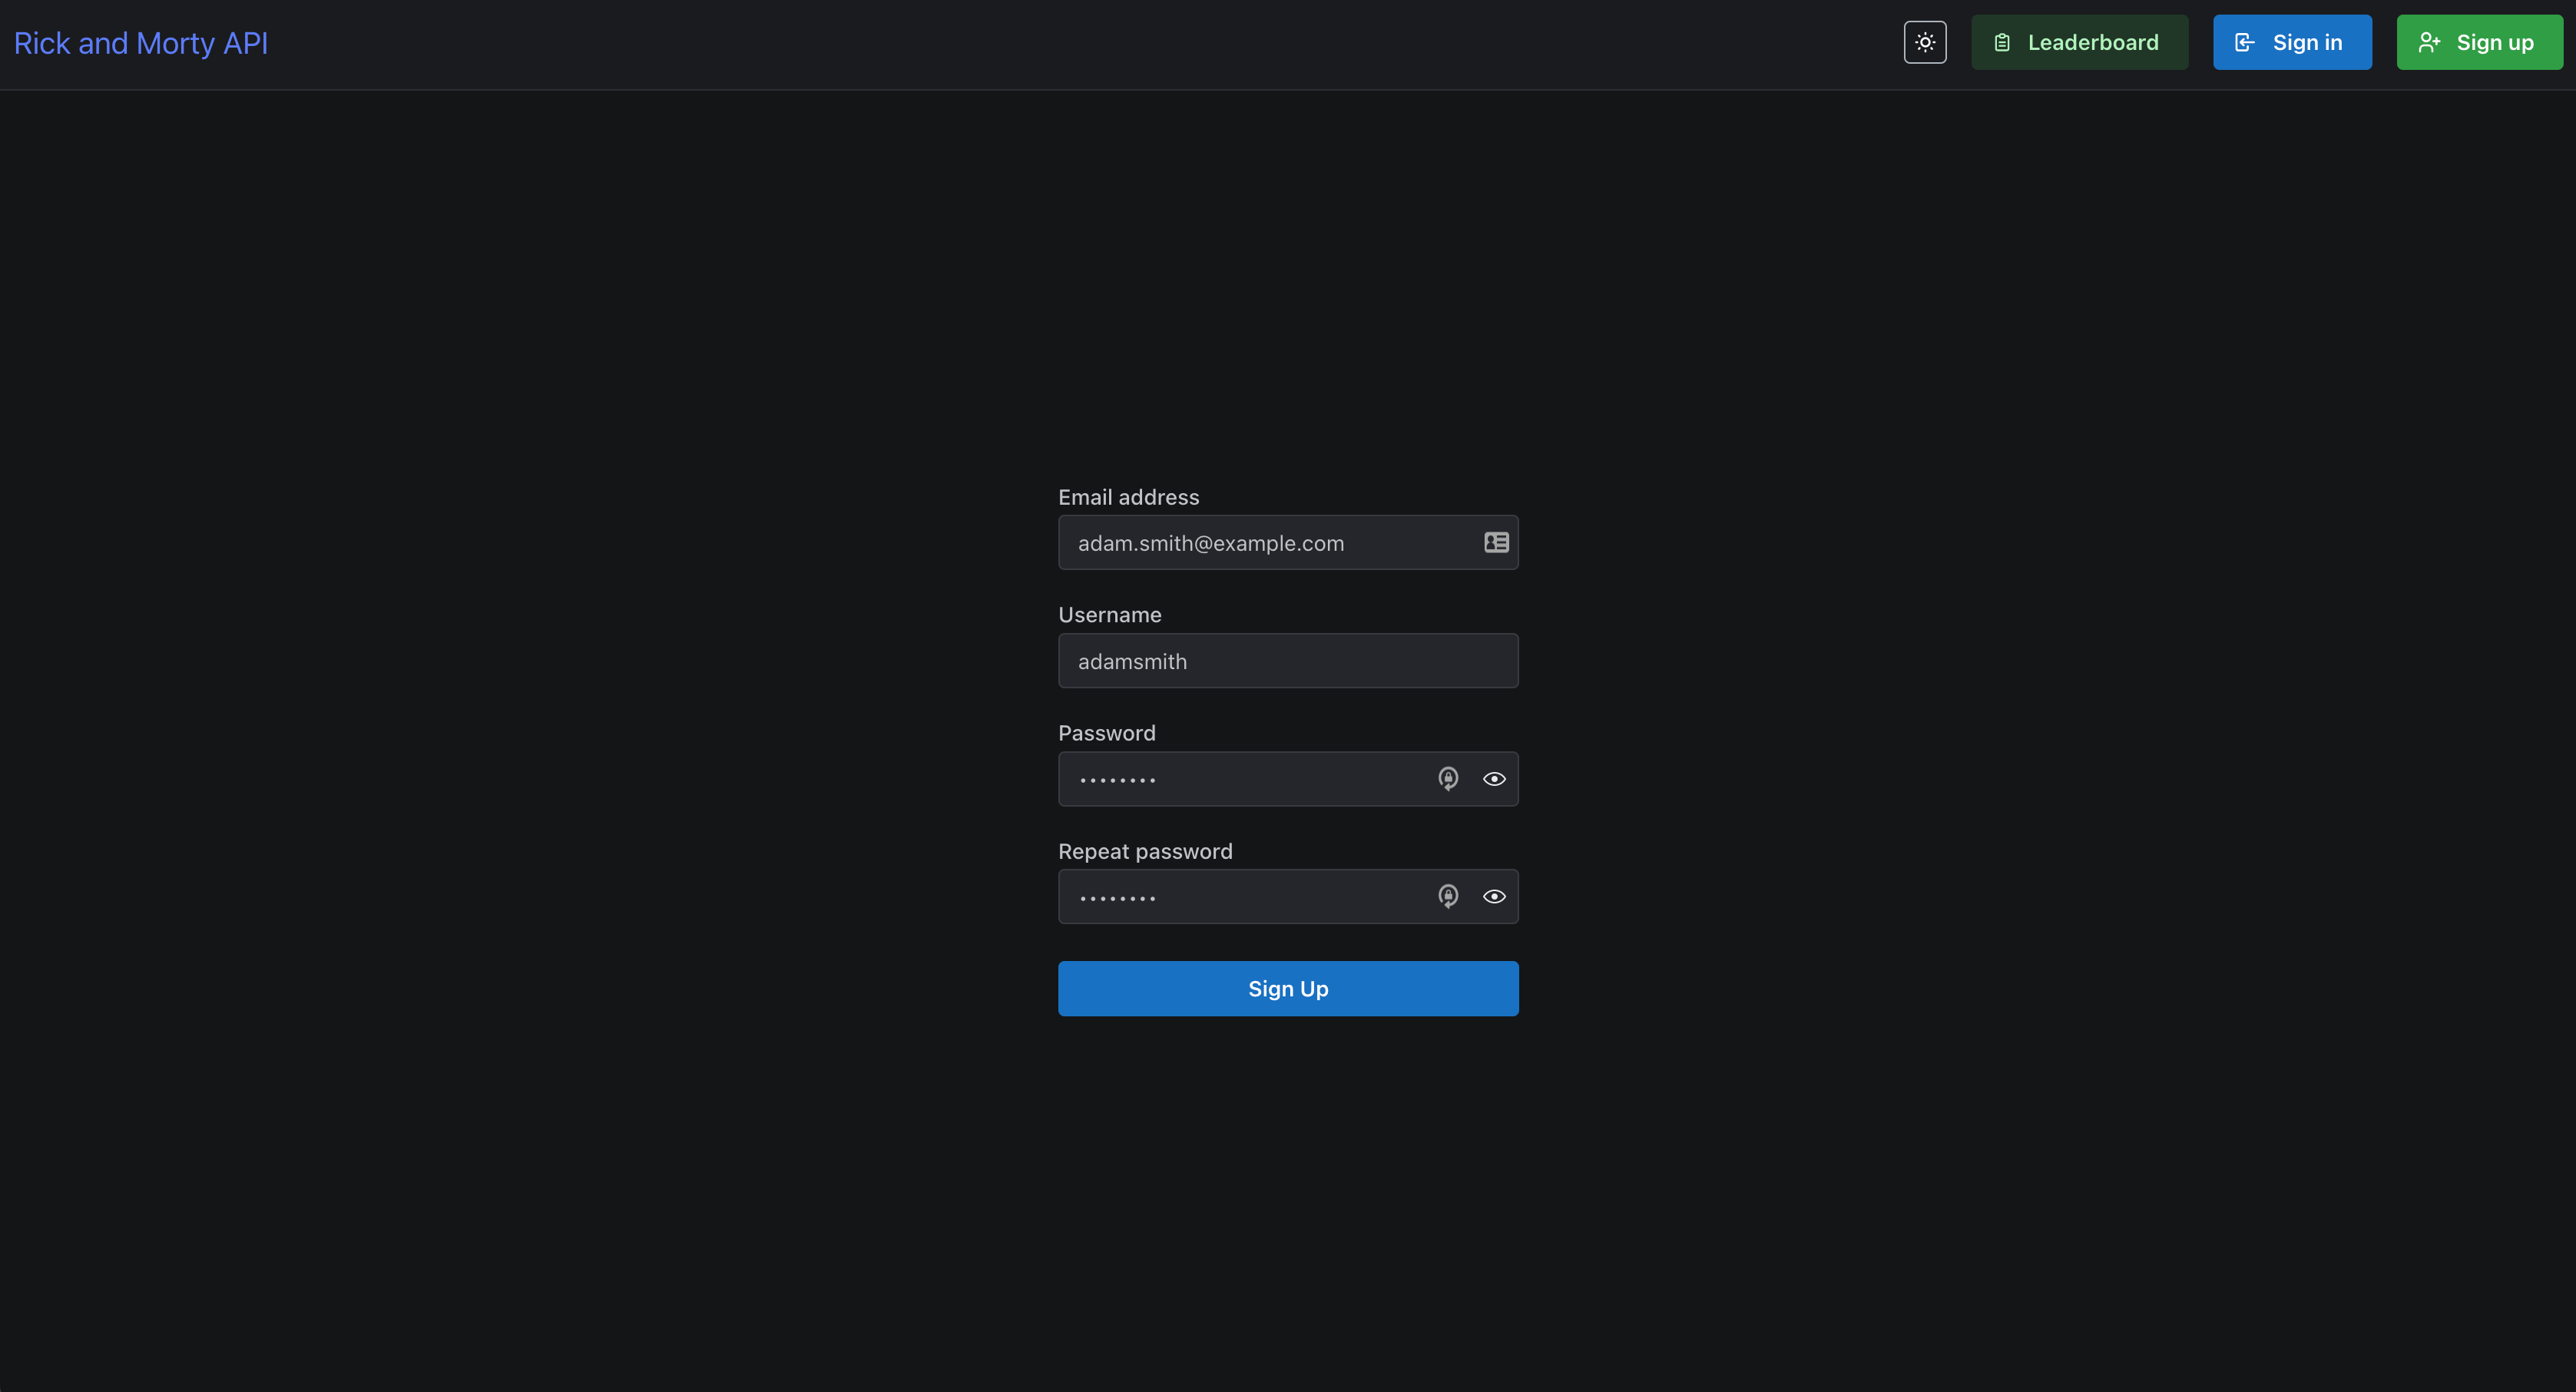 Rick and Morty API
Leaderboard
Sign in
Sign up
Email address
adam.smith@example.com
Username
adamsmith
Password
••••••••
Repeat password
••••••••
Sign Up